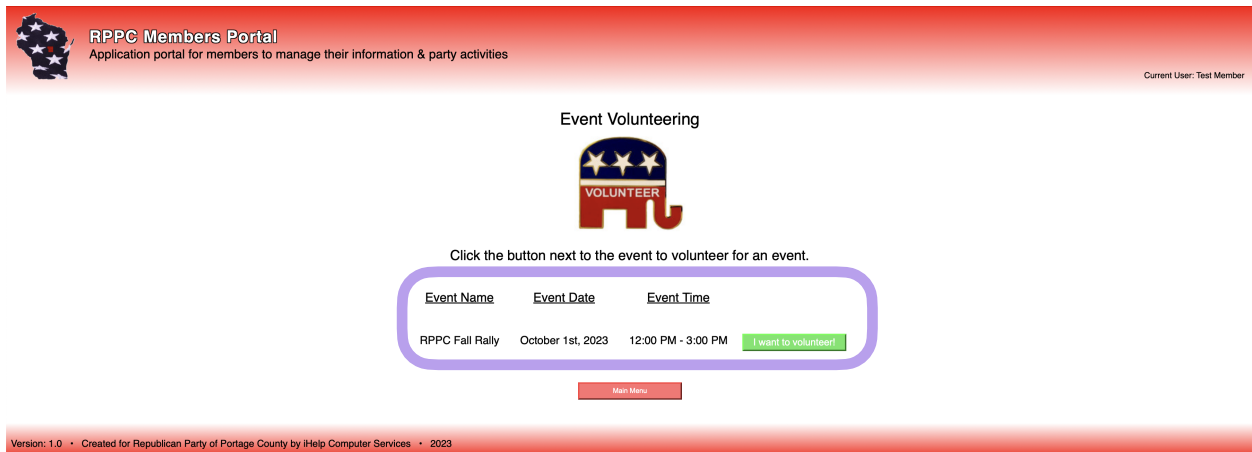 RPPC Members Portal
Application portal for members to manage their information & party activities
Current User: Test Member
Event Volunteering
VOLUNTEER
Click the button next to the event to volunteer for an event.
Event Name Event Date Event Time
RPPC Fall Rally October 1st, 2023 12:00 PM - 3:00 PM I want to volunteer!
Main Menu
Version: 1.0 • Created for Republican Party of Portage County by iHelp Computer Services • 2023